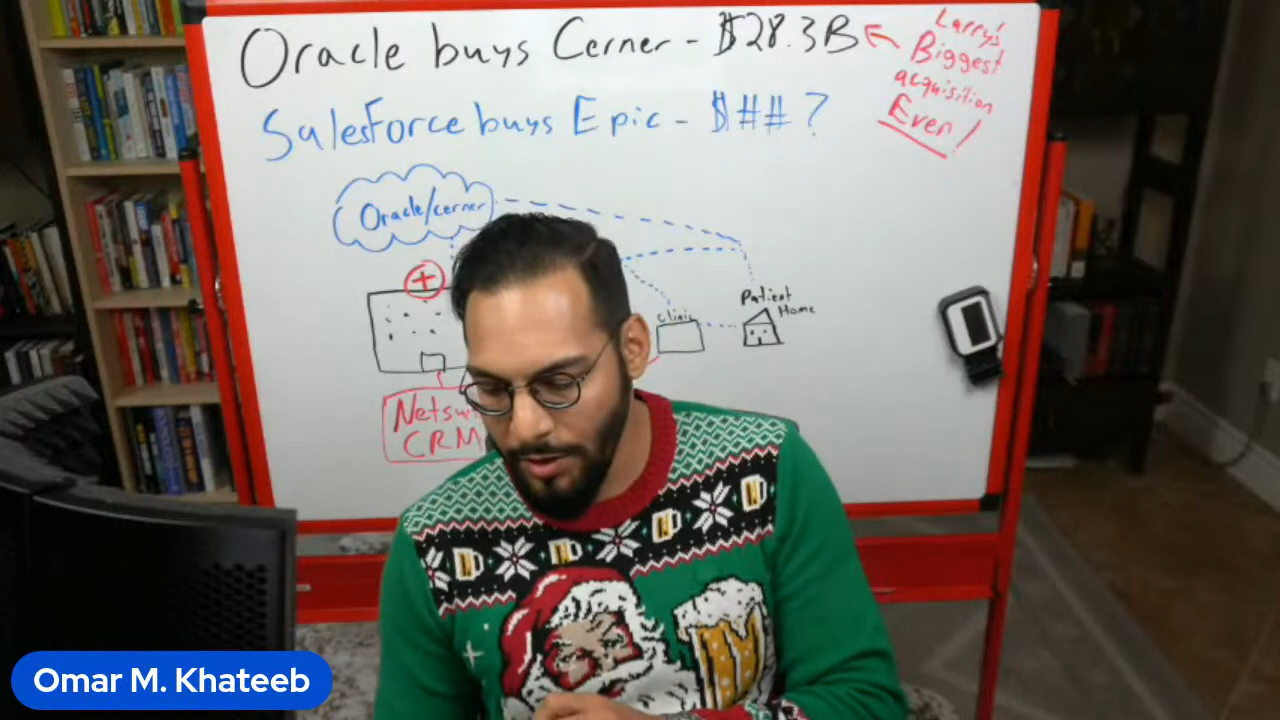 Oracle buys Cerner - $28.3B
Larry's
Biggest
acquisition
Ever!
SalesForce buys Epic - $##?
Oracle/cerner
Patient
Home
clinic
CRM
Omar M. Khateeb